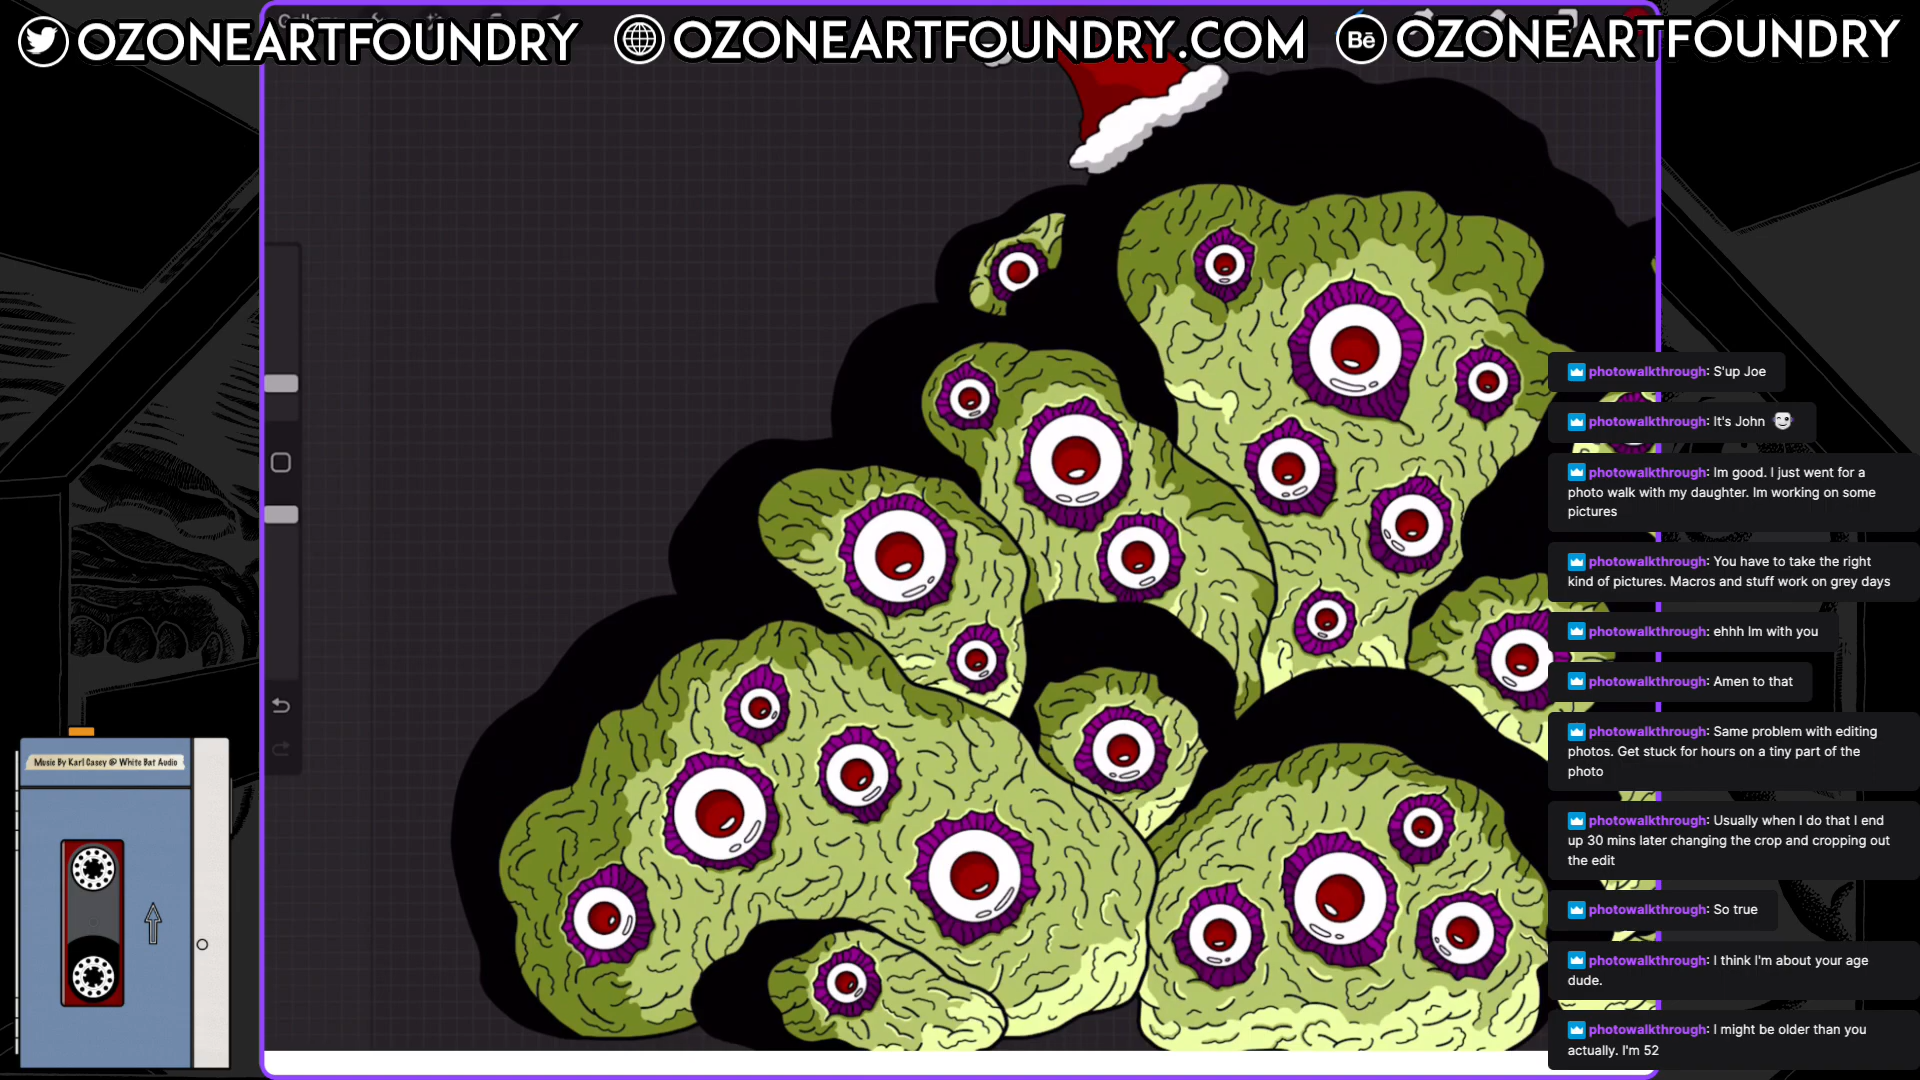 OZONEARTFOUNDRY
OZONEARTFOUNDRY.COM
Bē OZONEARTFOUNDRY
photowalkthrough: S'up Joe
photowalkthrough: It's John
photowalkthrough: Im good. I just went for a
photo walk with my daughter. Im working on some
pictures
photowalkthrough: You have to take the right
kind of pictures. Macros and stuff work on grey days
photowalkthrough: ehhh Im with you
photowalkthrough: Amen to that
photowalkthrough: Same problem with editing
photos. Get stuck for hours on a tiny part of the
photo
photowalkthrough: Usually when I do that I end
up 30 mins later changing the crop and cropping out
the edit
photowalkthrough: So true
photowalkthrough: I think I'm about your age
dude.
photowalkthrough: I might be older than you
actually. I'm 52
Music By Karl Casey @ White Bat Audio